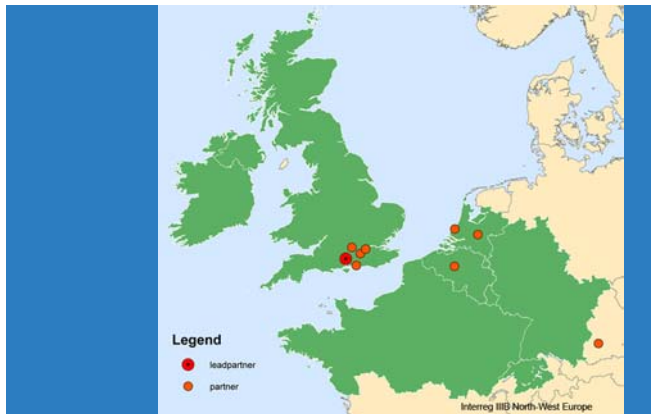 Legend
leadpartner
partner
Interreg IIIB North-West Europe